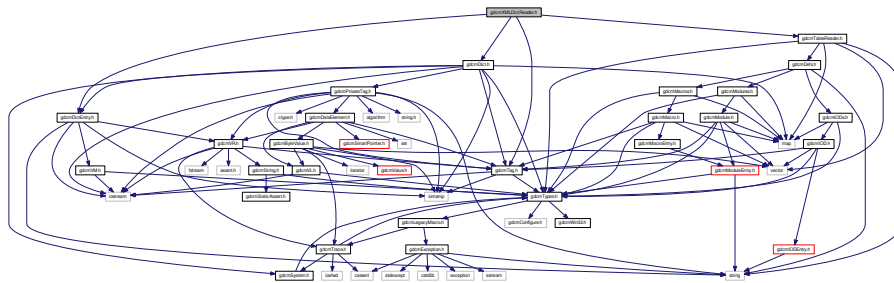 gdcmXMLDictReader.h
gdcmTableReader.h
gdcmDict.h
gdcmDefs.h
gdcmPrivateTag.h
gdcmMacros.h
gdcmModules.h
gdcmDictEntry.h
ctype.h
gdcmDataElement.h
algorithm
string.h
gdcmMacro.h
gdcmModule.h
gdcmIODs.h
gdcmVR.h
gdcmByteValue.h
gdcmSmartPointer.h
set
gdcmMacroEntry.h
map
gdcmIOD.h
gdcmVM.h
fstream
assert.h
gdcmString.h
gdcmVL.h
iterator
gdcmValue.h
gdcmTag.h
gdcmModuleEntry.h
vector
iostream
gdcmStaticAssert.h
iomanip
gdcmTypes.h
gdcmLegacyMacro.h
gdcmConfigure.h
gdcmWin32.h
gdcmTrace.h
gdcmException.h
gdcmIODEntry.h
gdcmSystem.h
iosfwd
cassert
stdexcept
cstdlib
exception
sstream
string